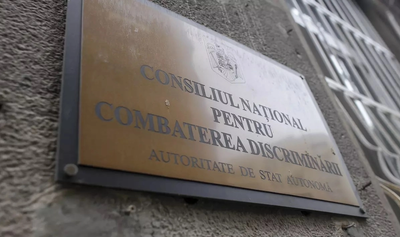 CONSILIUL NAȚIONAL
PENTRU
COMBATEREA DISCRIMINĂRII
AUTORITATE DE STAT AUTONOMĂ